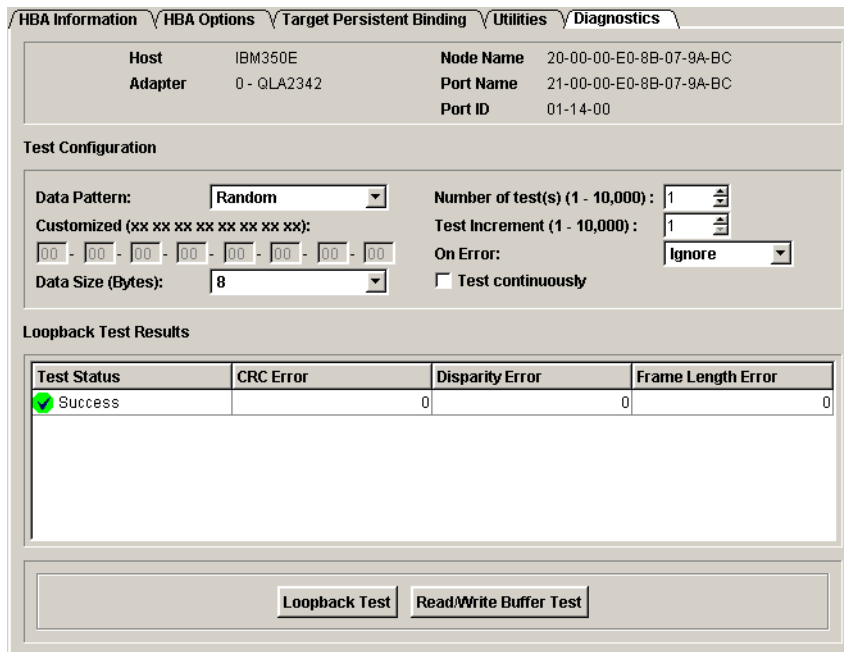 HBA Information HBA Options Target Persistent Binding Utilities Diagnostics
Host IBM350E Node Name 20-00-00-E0-8B-07-9A-BC
Adapter 0 - QLA2342 Port Name 21-00-00-E0-8B-07-9A-BC
Port ID 01-14-00
Test Configuration
Data Pattern: Random Number of test(s) (1 - 10,000) : 1
Customized (xx xx xx xx xx xx xx xx): Test Increment (1 - 10,000) : 1
00 - 00 - 00 - 00 - 00 - 00 - 00 - 00 On Error: Ignore
Data Size (Bytes): 8 Test continuously
Loopback Test Results
Test Status CRC Error Disparity Error Frame Length Error
Success 0 0 0
Loopback Test Read/Write Buffer Test